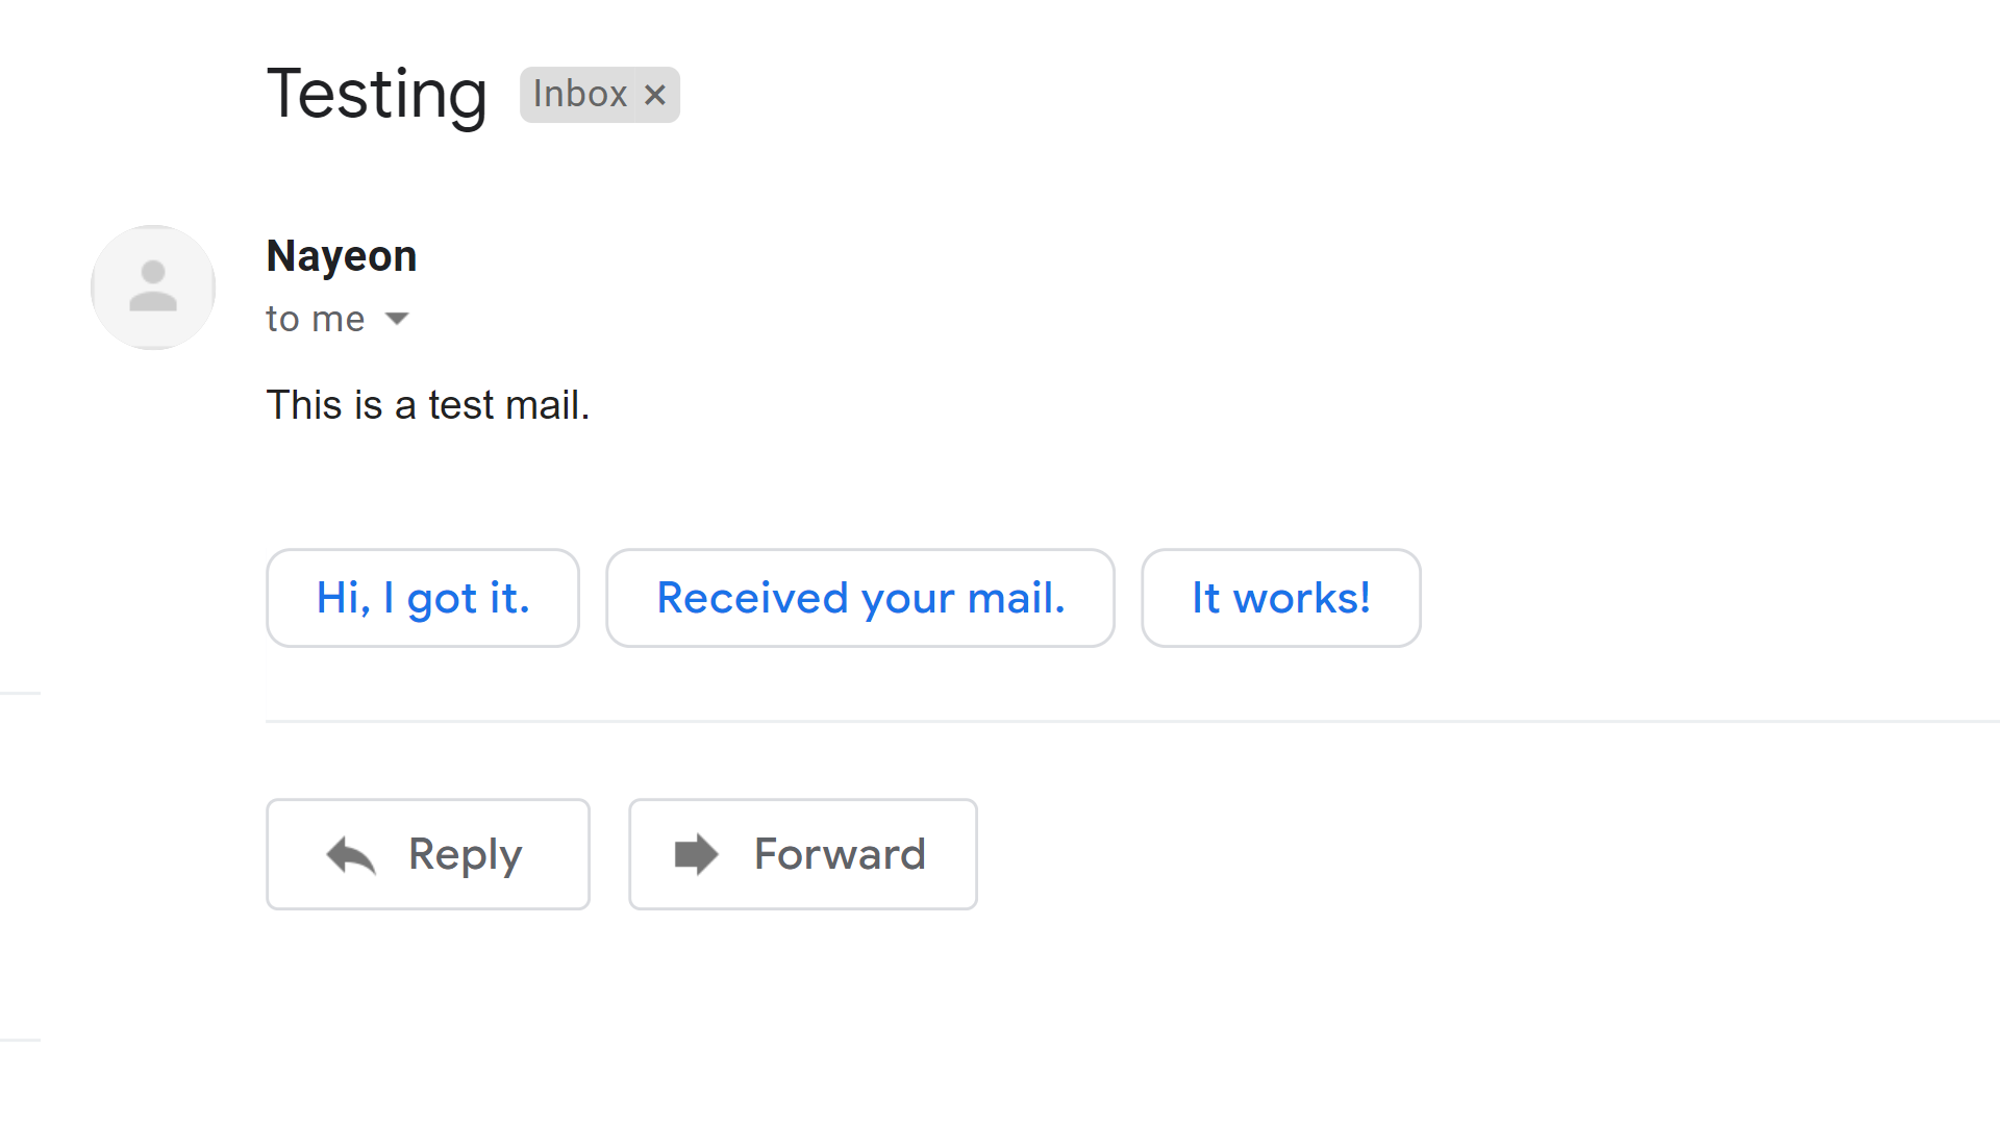 Testing Inbox ×
Nayeon
to me
This is a test mail.
Hi, I got it. Received your mail. It works!
Reply Forward